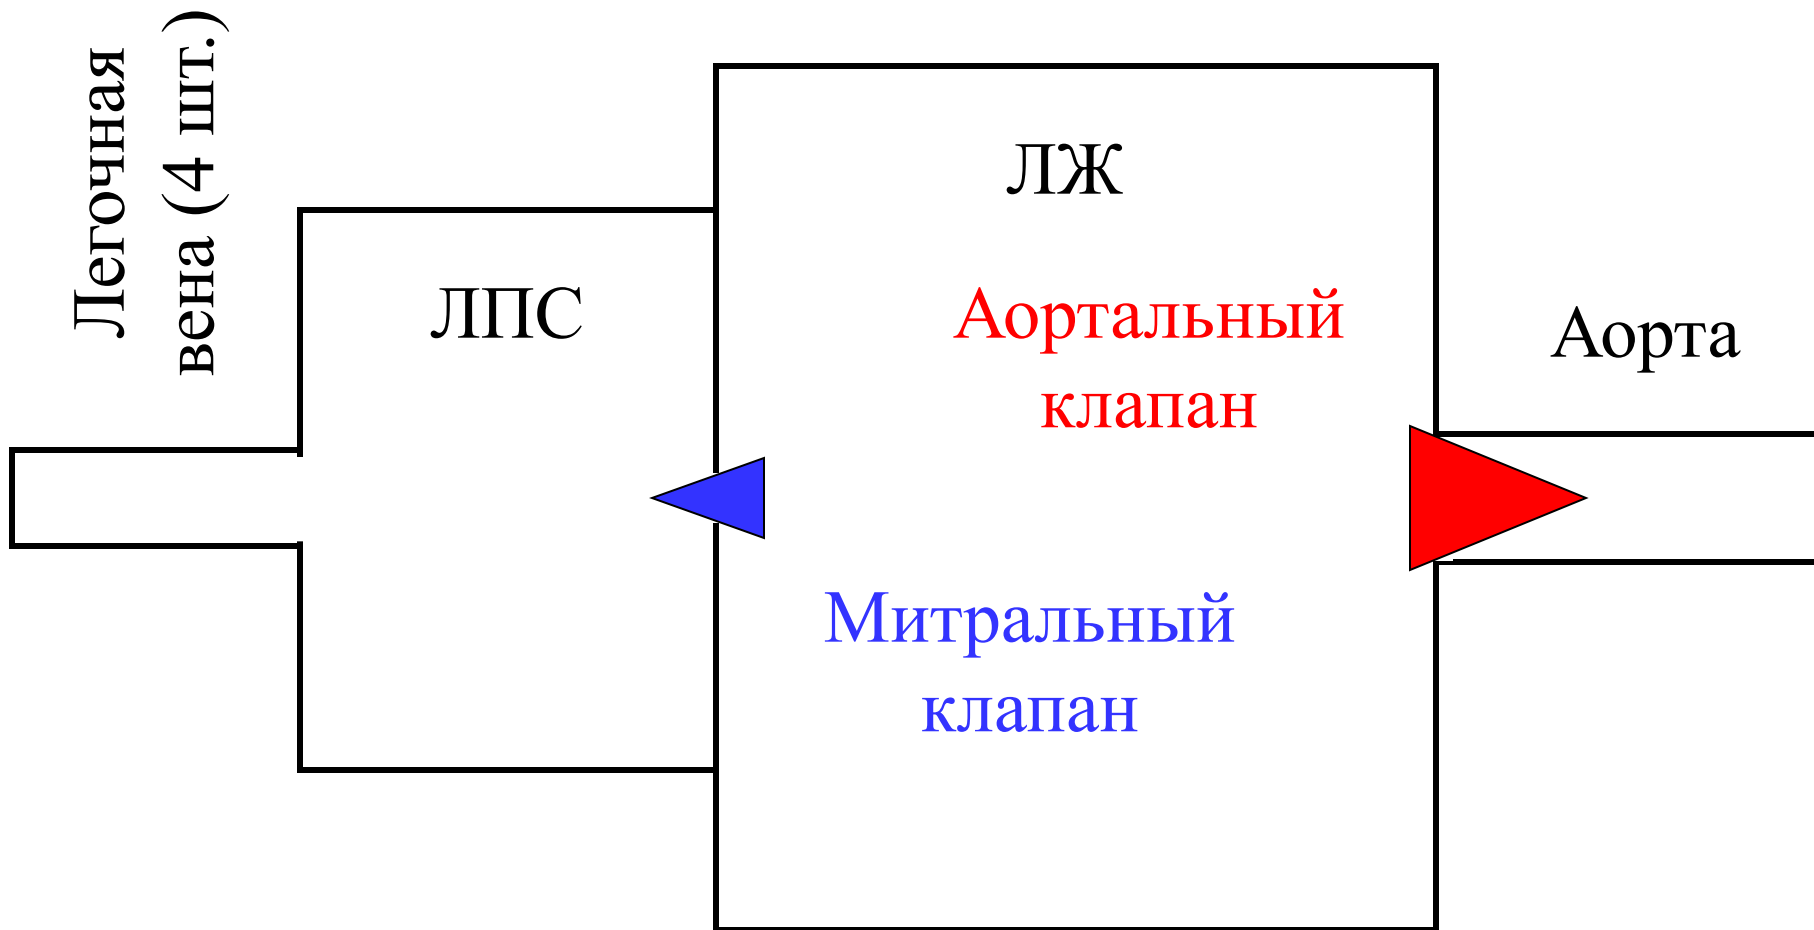 Легочная
вена (4 шт.)
ЛПС
ЛЖ
Аортальный
клапан
Митральный
клапан
Аорта